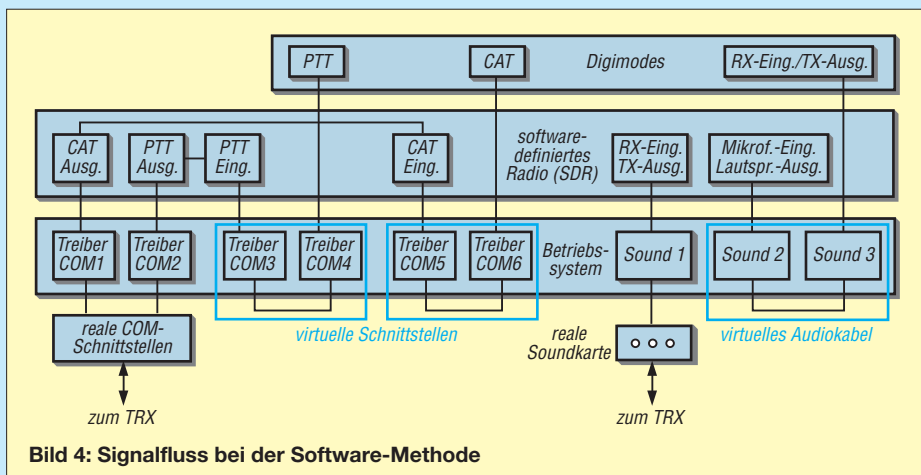 PTT
CAT
Digimodes
RX-Eing./TX-Ausg.
CAT
Ausg.
PTT
Ausg.
PTT
Eing.
CAT
Eing.
software-
definiertes
Radio (SDR)
RX-Eing.
TX-Ausg.
Mikrof.-Eing.
Lautspr.-Ausg.
Treiber
COM1
Treiber
COM2
Treiber
COM3
Treiber
COM4
Treiber
COM5
Treiber
COM6
Betriebs-
system
Sound 1
Sound 2
Sound 3
reale COM-
Schnittstellen
virtuelle Schnittstellen
reale
Soundkarte
virtuelles Audiokabel
zum TRX
zum TRX
Bild 4: Signalfluss bei der Software-Methode